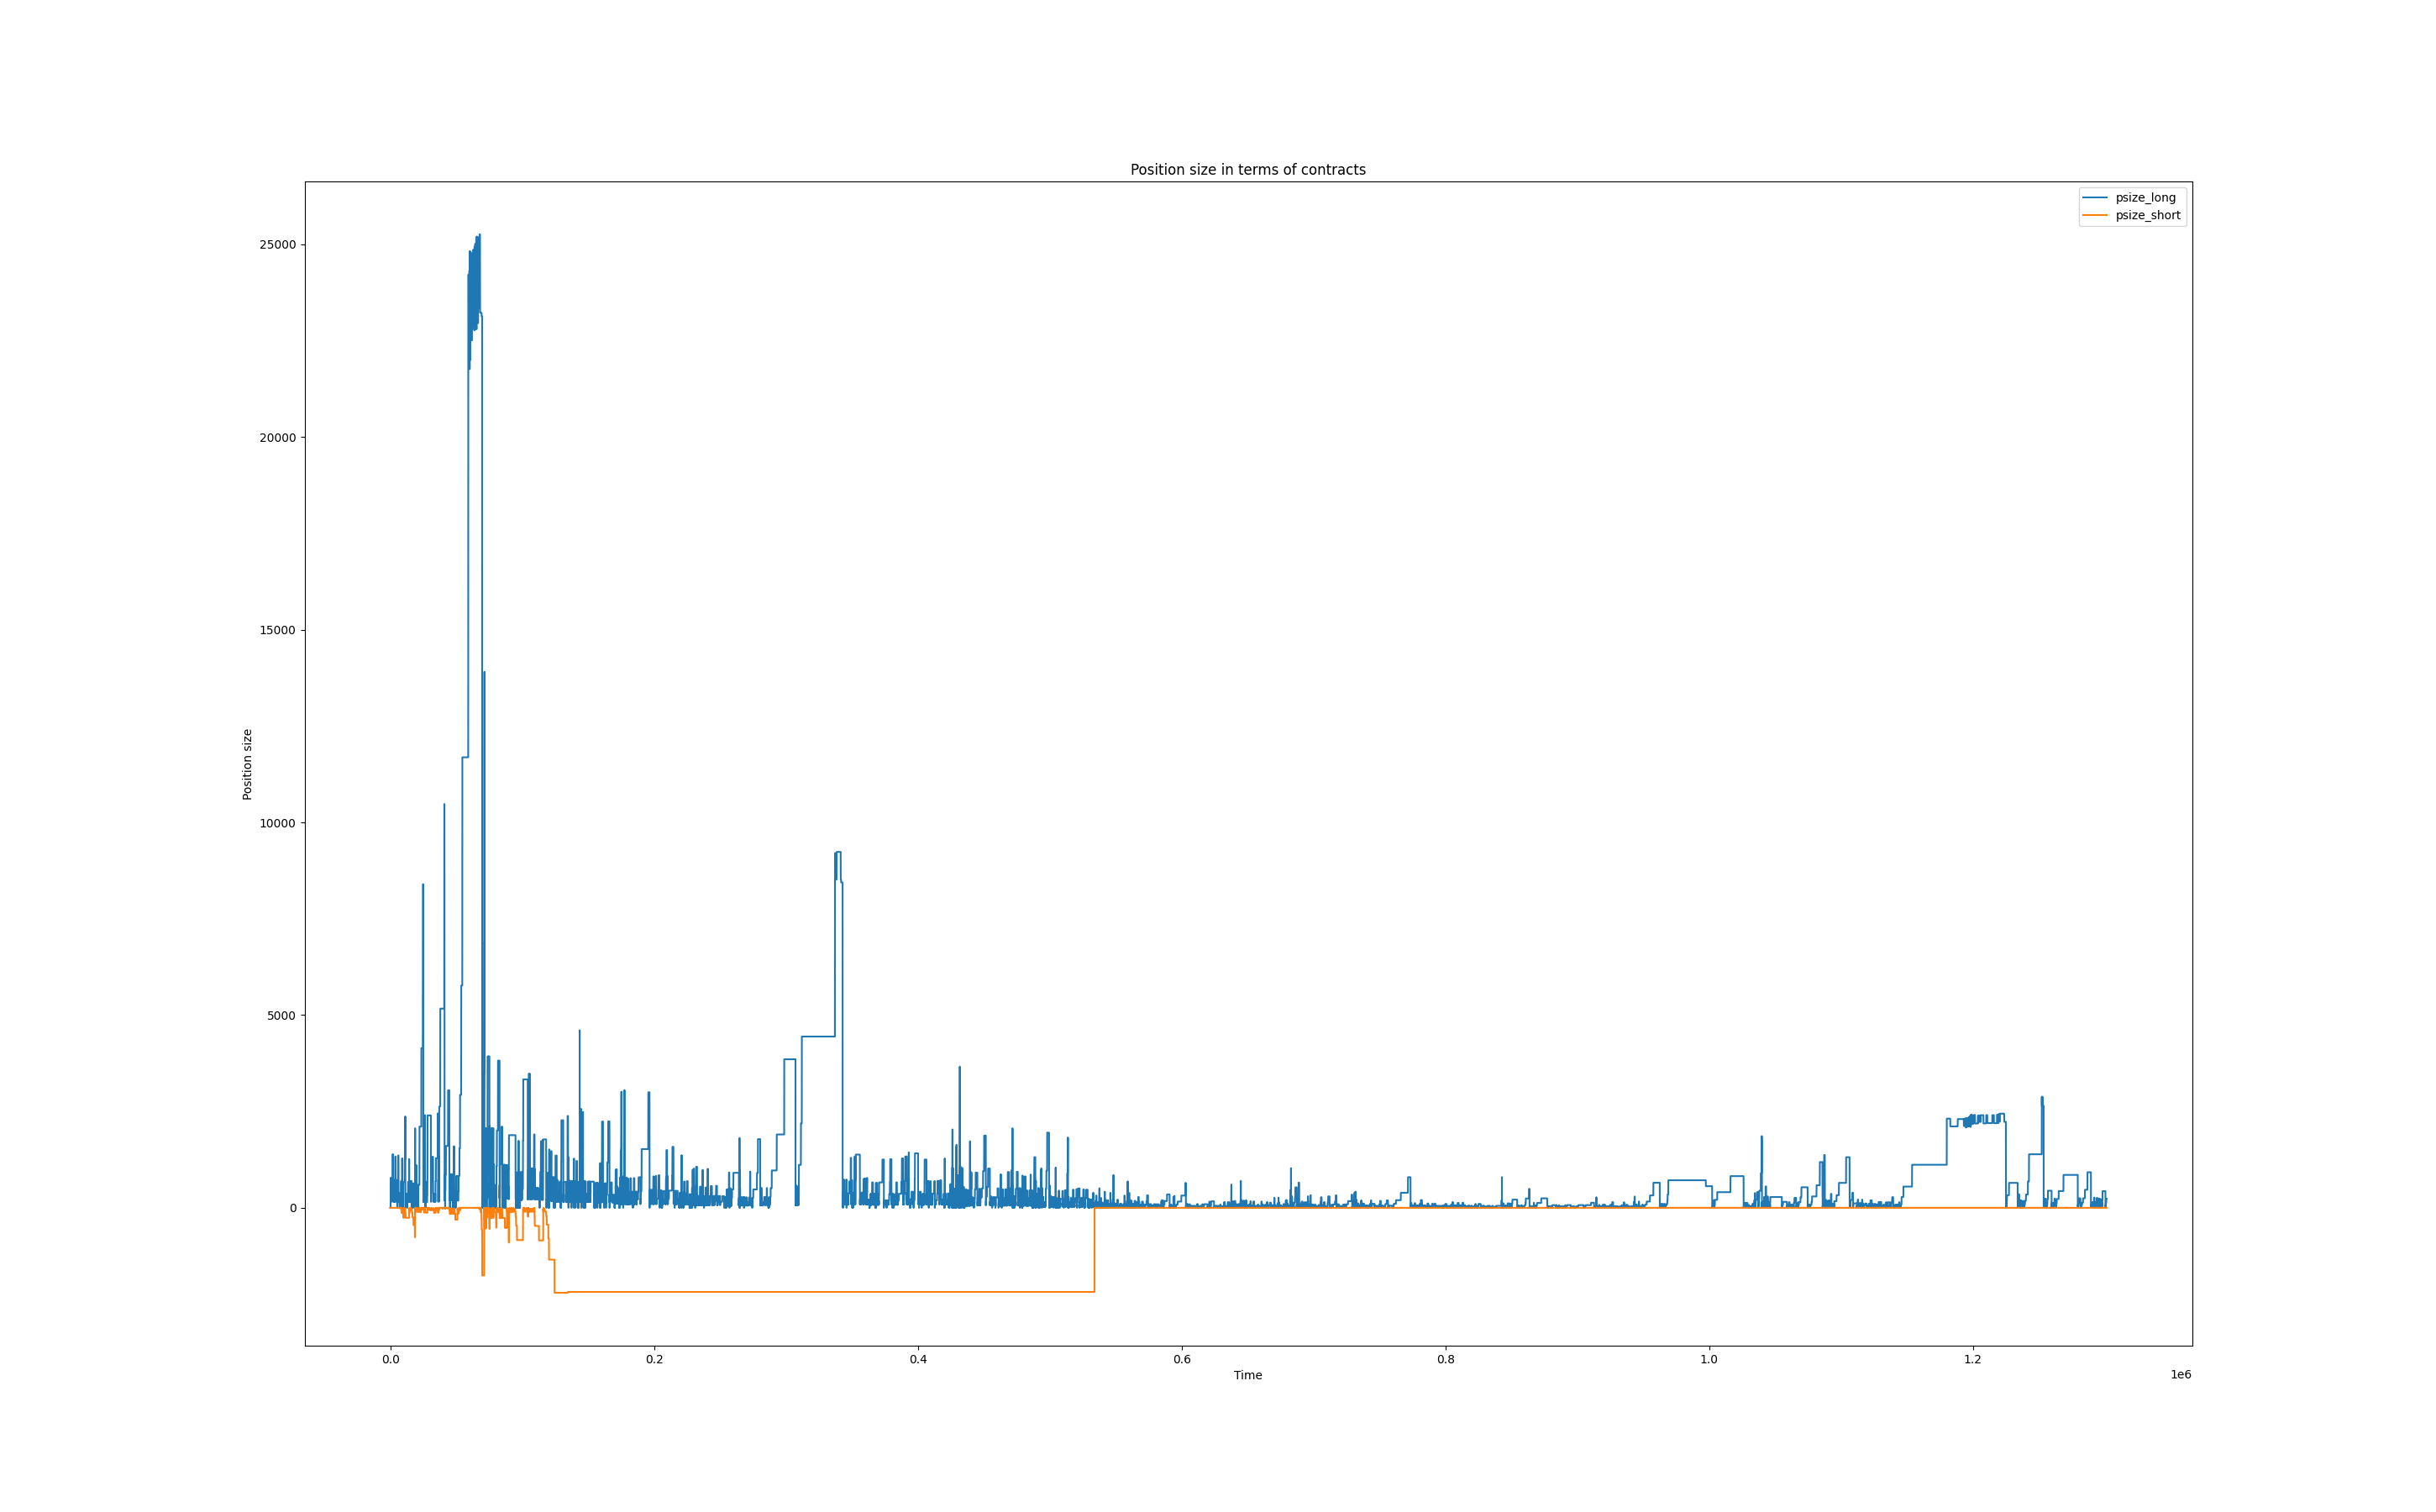 Position size in terms of contracts
psize_long
psize_short
25000
20000
15000
10000
5000
0
Position size
0.0
0.2
0.4
0.6
0.8
1.0
1.2
1e6
Time